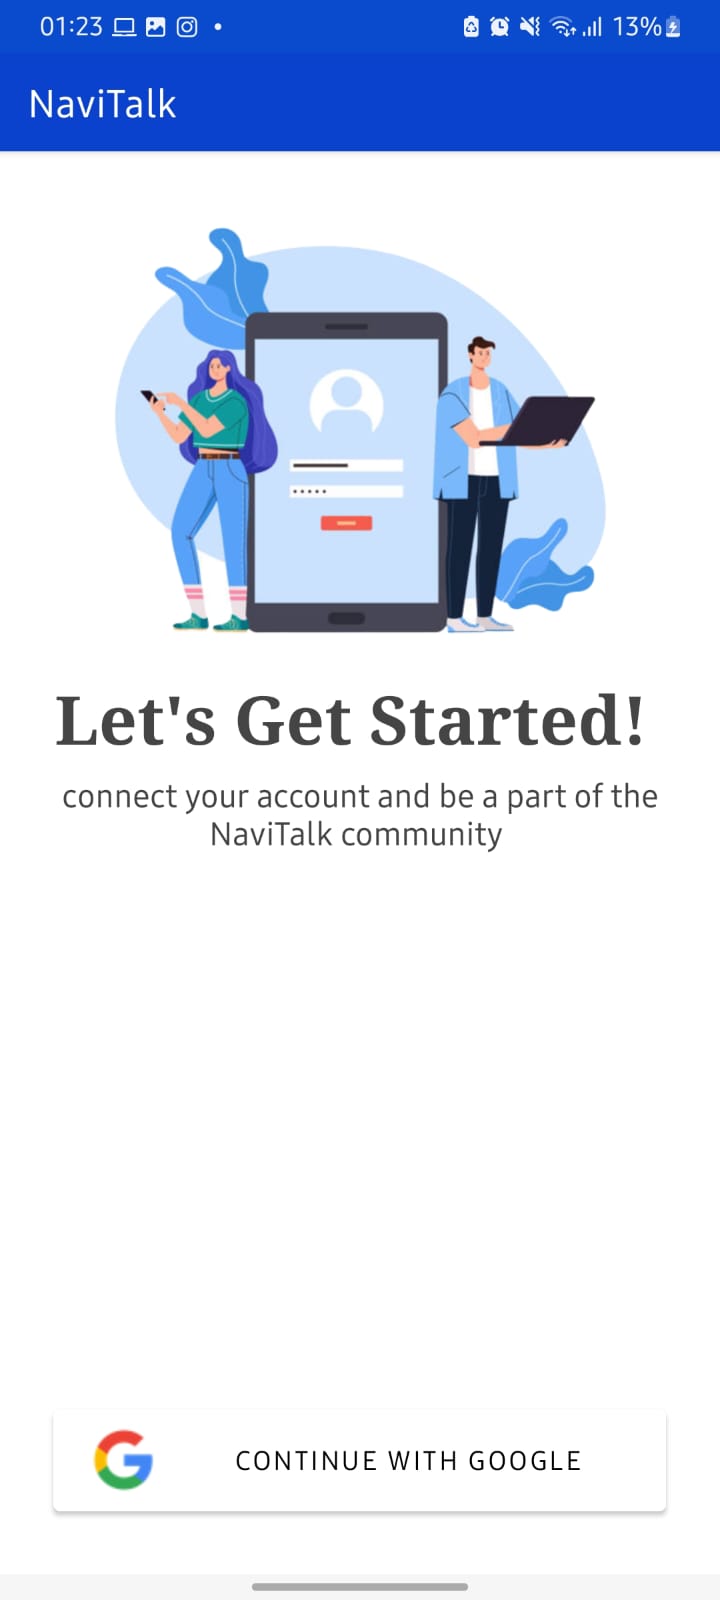 01:23 13%
NaviTalk
Let's Get Started!
connect your account and be a part of the
NaviTalk community
CONTINUE WITH GOOGLE